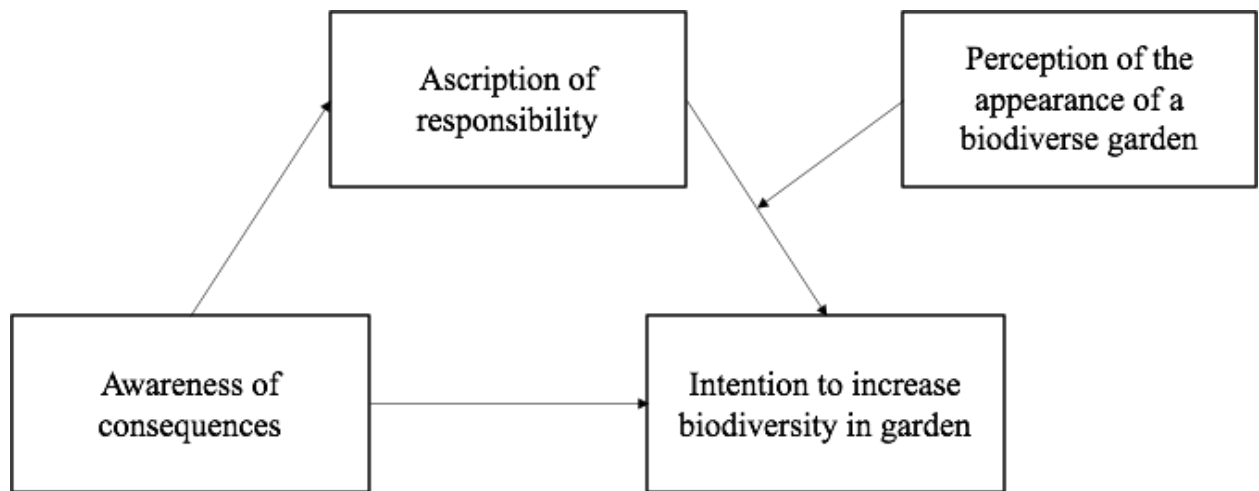 Ascription of
responsibility
Perception of the
appearance of a
biodiverse garden
Awareness of
consequences
Intention to increase
biodiversity in garden